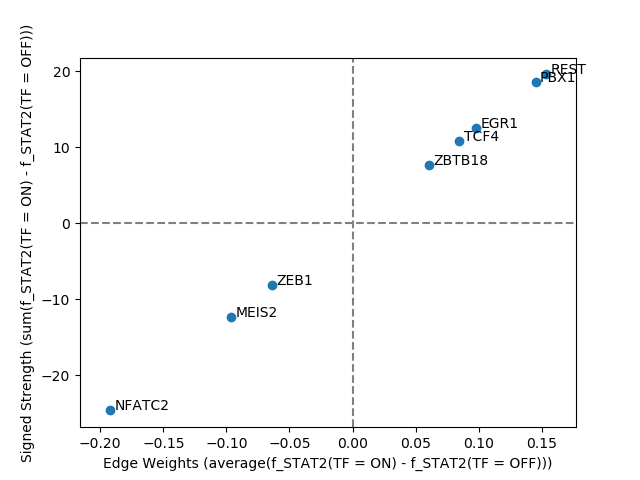 Signed Strength (sum(f_STAT2(TF = ON) - f_STAT2(TF = OFF)))
20
10
0
−10
−20
REST
PBX1
EGR1
TCF4
ZBTB18
ZEB1
MEIS2
NFATC2
−0.20
−0.15
−0.10
−0.05
0.00
0.05
0.10
0.15
Edge Weights (average(f_STAT2(TF = ON) - f_STAT2(TF = OFF)))